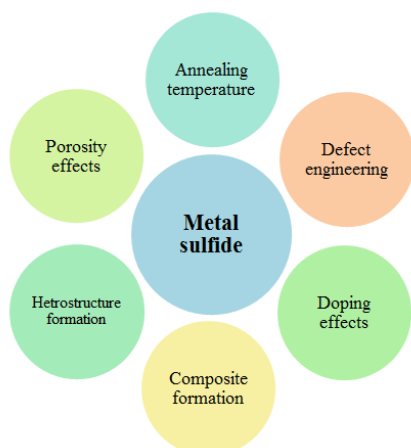 Annealing
temperature
Porosity
effects
Defect
engineering
Metal
sulfide
Hetrostructure
formation
Doping
effects
Composite
formation